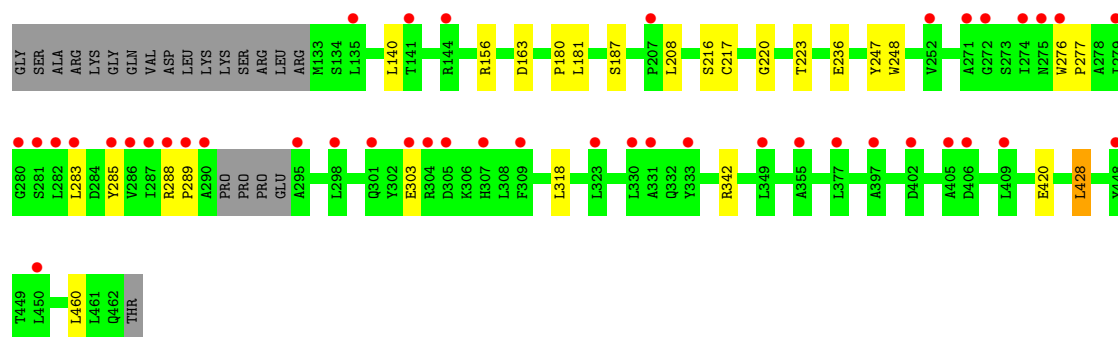 GLY SER ALA ARG LYS GLY GLN VAL ASP LEU LYS LYS SER ARG LEU ARG M133 S134 L135 L140 T141 R144 R156 D163 P180 L181 S187 P207 L208 S216 C217 G220 T223 E236 Y247 W248 V252 A271 G272 S273 I274 N275 W276 P277 A278 I279
G280 S281 L282 L283 D284 Y285 V286 I287 R288 P289 A290 PRO PRO PRO GLU A295 L298 Q301 Y302 E303 R304 D305 K306 H307 L308 F309 L318 L323 L330 A331 Q332 Y333 R342 L349 A355 L377 A397 D402 A405 D406 L409 E420 L428
T449 L450 L460 L461 Q462 THR